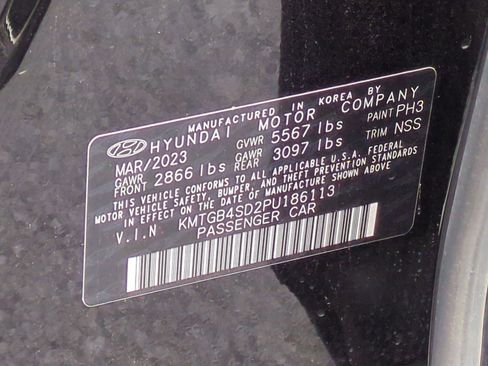 MANUFACTURED IN KOREA BY
HYUNDAI MOTOR COMPANY
MAR/2023 GVWR 5567 lbs PAINT PH3
GAWR FRONT 2866 lbs GAWR REAR 3097 lbs TRIM NSS
THIS VEHICLE CONFORMS TO ALL APPLICABLE U.S.A. FEDERAL
MOTOR VEHICLE SAFETY, BUMPER, AND THEFT PREVENTION STANDARDS
IN EFFECT ON THE DATE OF MANUFACTURE SHOWN ABOVE.
V.I.N KMTGB4SD2PU186113
PASSENGER CAR